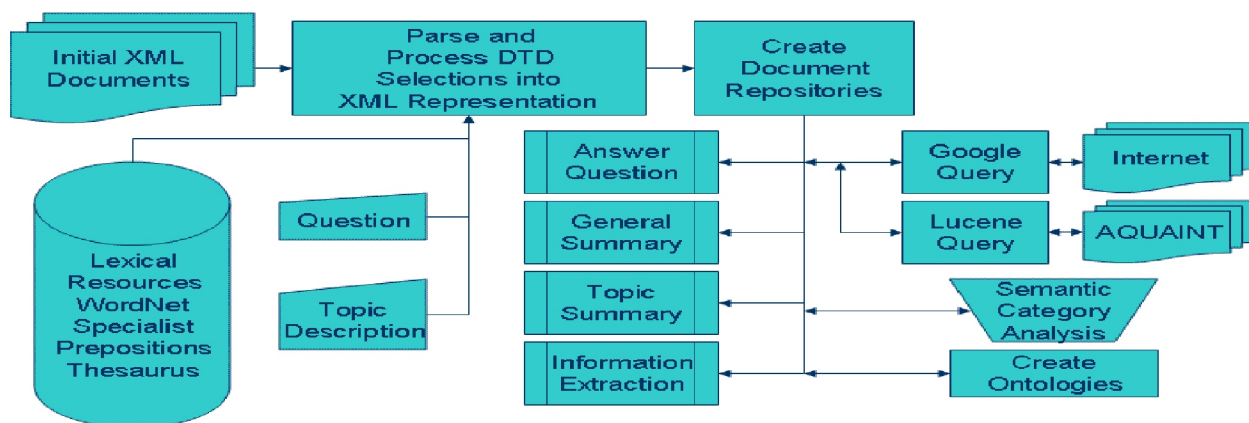 Initial XML
Documents
Parse and
Process DTD
Selections into
XML Representation
Create
Document
Repositories
Answer
Question
Google
Query
Internet
Question
General
Summary
Lucene
Query
AQUAINT
Lexical
Resources
WordNet
Specialist
Prepositions
Thesaurus
Topic
Description
Topic
Summary
Semantic
Category
Analysis
Information
Extraction
Create
Ontologies